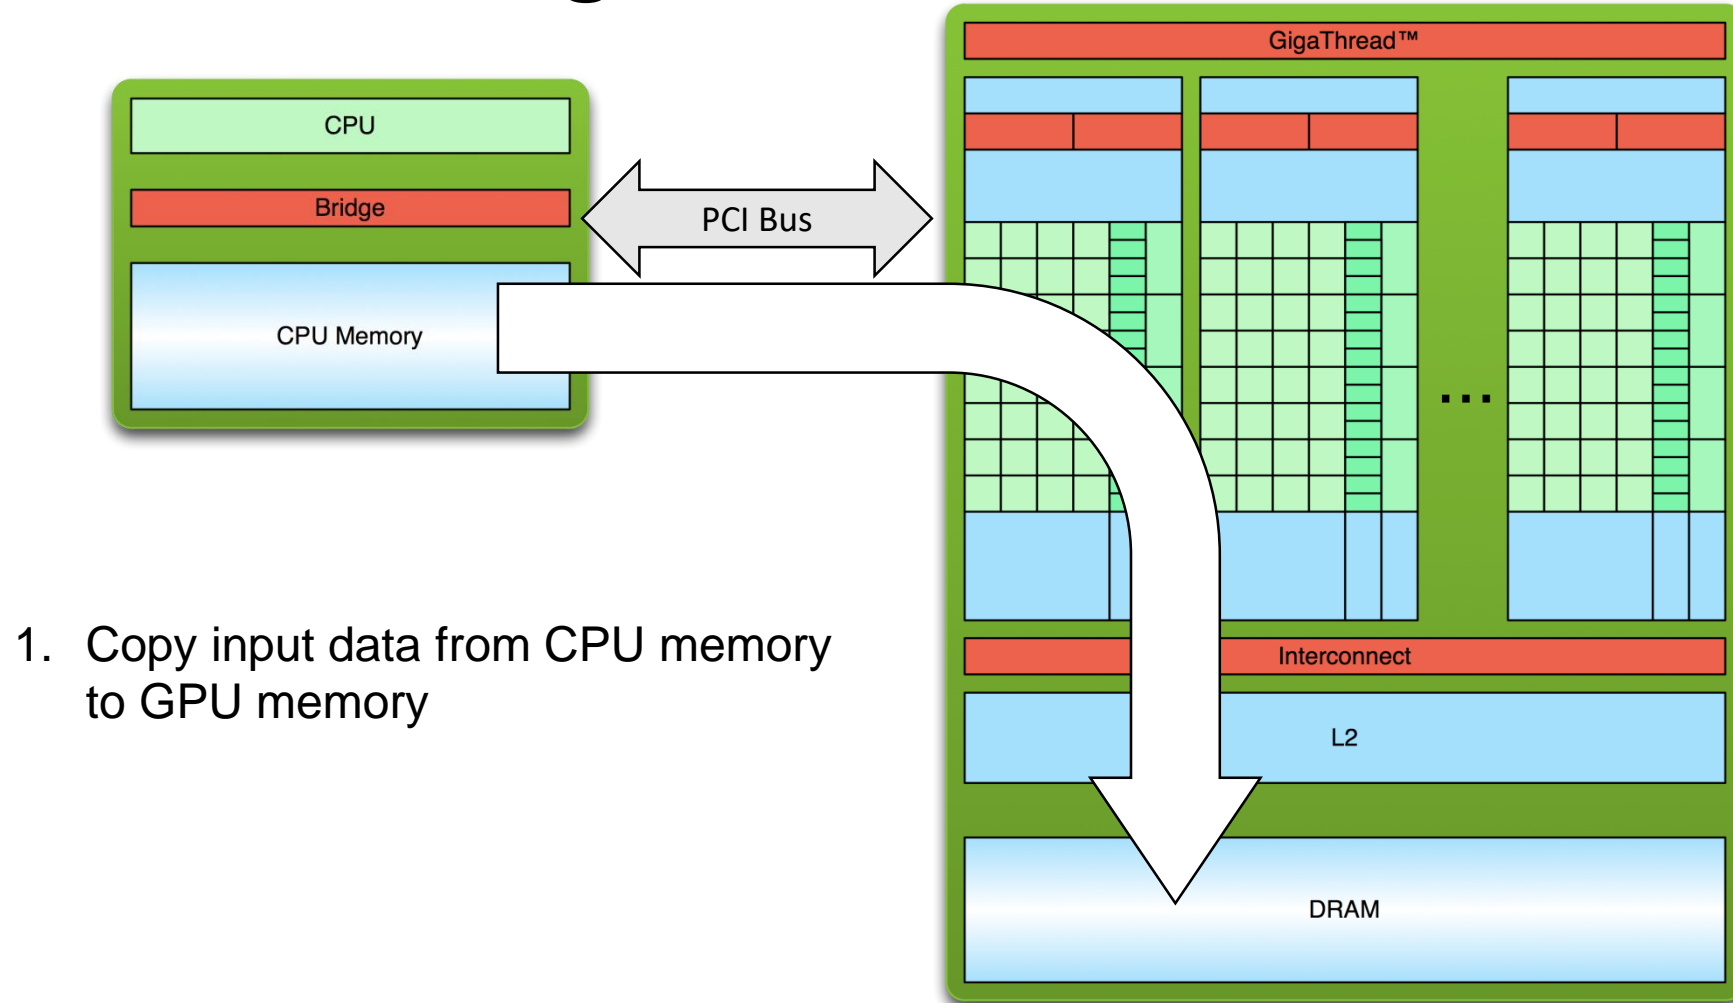 GigaThread™
CPU
Bridge
PCI Bus
CPU Memory
...
1. Copy input data from CPU memory
to GPU memory
Interconnect
L2
DRAM